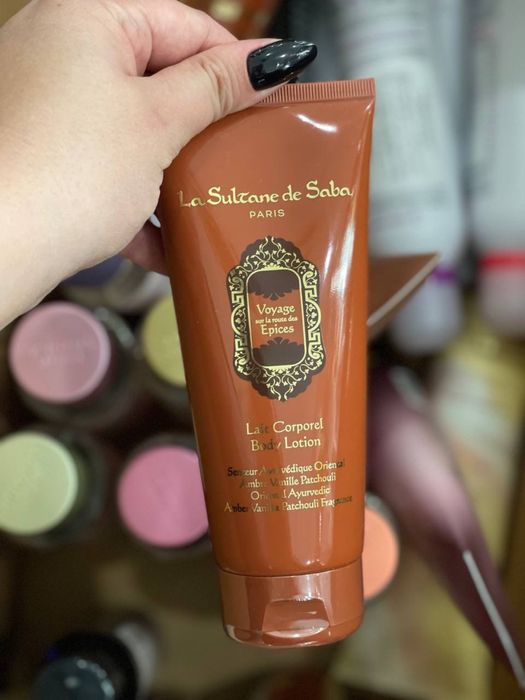 La Sultane de Saba
PARIS
Voyage
sur la route des
Epices
Lait Corporel
Body Lotion
Senteur Ayurvédique Oriental
Ambre Vanille Patchouli
Oriental Ayurvedic
Amber Vanilla Patchouli Fragrance